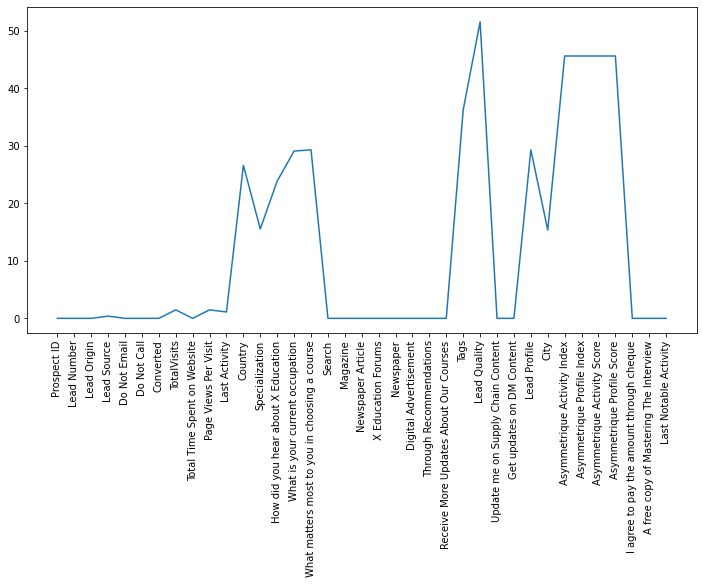 50
40
30
20
10
0
Prospect ID
Lead Number
Lead Origin
Lead Source
Do Not Email
Do Not Call
Converted
TotalVisits
Total Time Spent on Website
Page Views Per Visit
Last Activity
Country
Specialization
How did you hear about X Education
What is your current occupation
What matters most to you in choosing a course
Search
Magazine
Newspaper Article
X Education Forums
Newspaper
Digital Advertisement
Through Recommendations
Receive More Updates About Our Courses
Tags
Lead Quality
Update me on Supply Chain Content
Get updates on DM Content
Lead Profile
City
Asymmetrique Activity Index
Asymmetrique Profile Index
Asymmetrique Activity Score
Asymmetrique Profile Score
I agree to pay the amount through cheque
A free copy of Mastering The Interview
Last Notable Activity